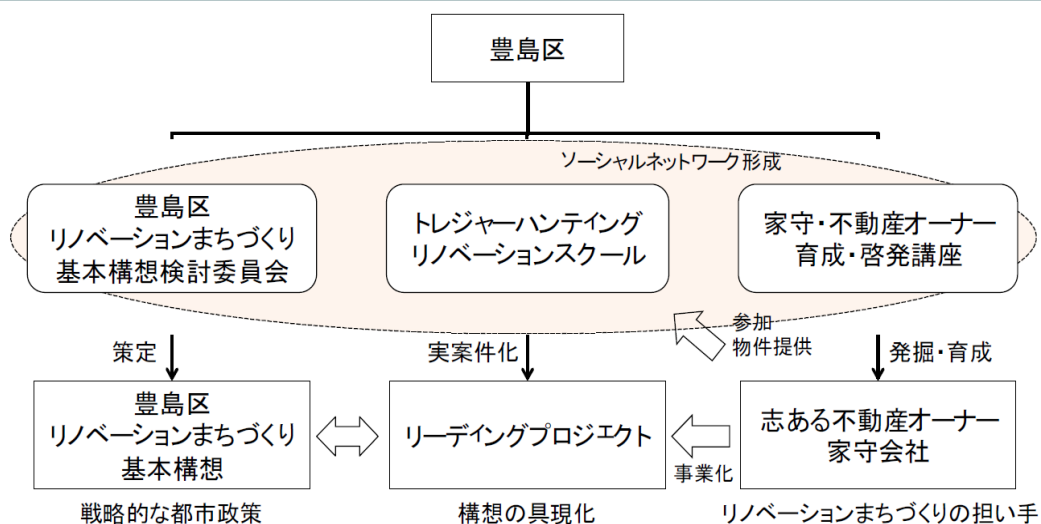 豊島区
ソーシャルネットワーク形成
豊島区
リノベーションまちづくり
基本構想検討委員会
トレジャーハンテイング
リノベーションスクール
家守・不動産オーナー
育成・啓発講座
参加
物件提供
策定
実案件化
発掘・育成
豊島区
リノベーションまちづくり
基本構想
リーデイングプロジェクト
志ある不動産オーナー
家守会社
事業化
戦略的な都市政策
構想の具現化
リノベーションまちづくりの担い手